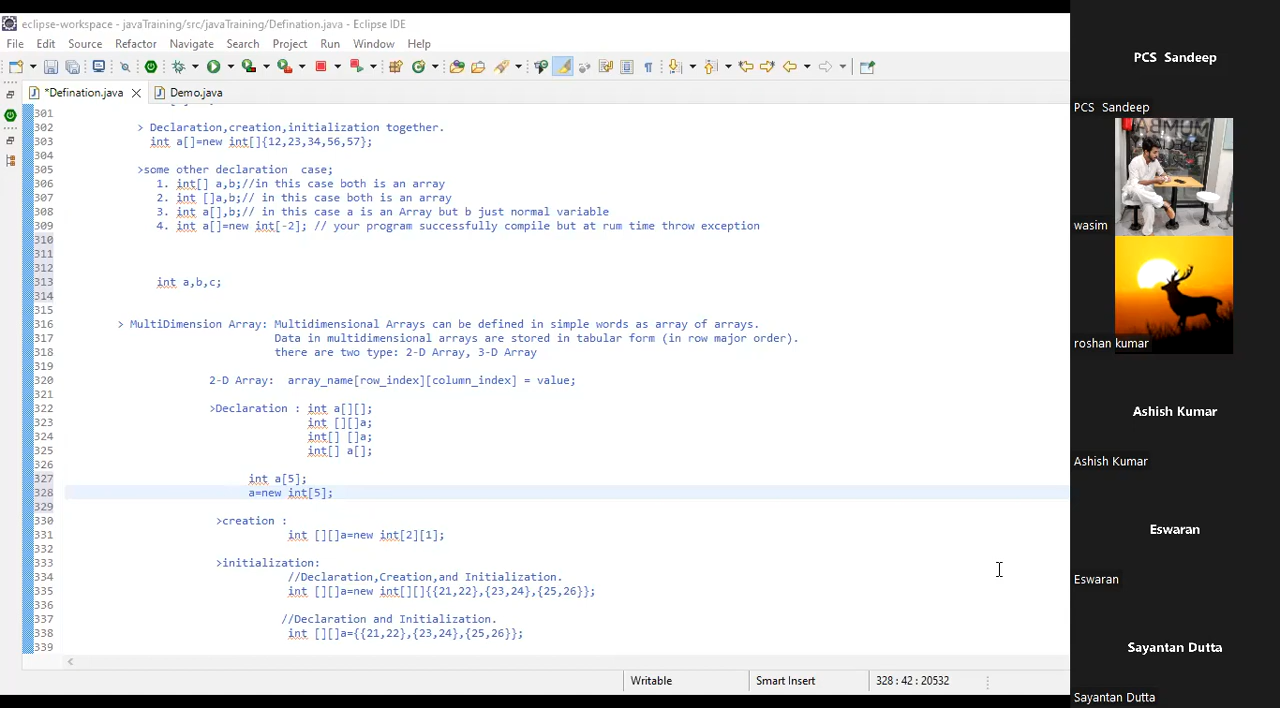 eclipse-workspace - javaTraining/src/javaTraining/Defination.java - Eclipse IDE
File Edit Source Refactor Navigate Search Project Run Window Help
*Defination.java Demo.java
301
302 > Declaration,creation,initialization together.
303 int a[]=new int[]{12,23,34,56,57};
304
305 >some other declaration case;
306 1. int[] a,b;//in this case both is an array
307 2. int []a,b;// in this case both is an array
308 3. int a[],b;// in this case a is an Array but b just normal variable
309 4. int a[]=new int[-2]; // your program successfully compile but at rum time throw exception
310
311
312
313 int a,b,c;
314
315
316 > MultiDimension Array: Multidimensional Arrays can be defined in simple words as array of arrays.
317 Data in multidimensional arrays are stored in tabular form (in row major order).
318 there are two type: 2-D Array, 3-D Array
319
320 2-D Array: array_name[row_index][column_index] = value;
321
322 >Declaration : int a[][];
323 int [][]a;
324 int[] []a;
325 int[] a[];
326
327 int a[5];
328 a=new int[5];
329
330 >creation :
331 int [][]a=new int[2][1];
332
333 >initialization:
334 //Declaration,Creation,and Initialization.
335 int [][]a=new int[][]{{21,22},{23,24},{25,26}};
336
337 //Declaration and Initialization.
338 int [][]a={{21,22},{23,24},{25,26}};
339
Writable Smart Insert 328 : 42 : 20532
PCS Sandeep
PCS Sandeep
wasim
roshan kumar
Ashish Kumar
Ashish Kumar
Eswaran
Eswaran
Sayantan Dutta
Sayantan Dutta